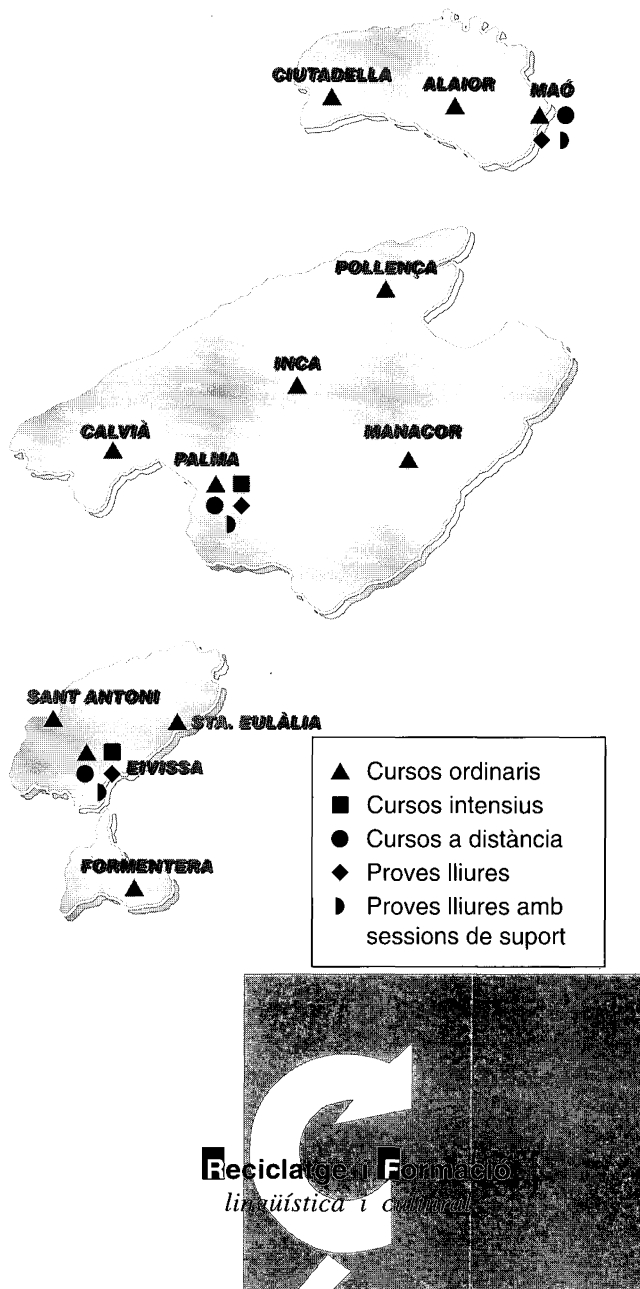 CIUTADELLA
ALAIOR
MAÓ
POLLENÇA
INCA
CALVIÀ
MANACOR
PALMA
SANT ANTONI
STA. EULÀLIA
EIVISSA
FORMENTERA
Cursos ordinaris
Cursos intensius
Cursos a distància
Proves lliures
Proves lliures amb
sessions de suport
Reciclatge i Formació
lingüística i cultural